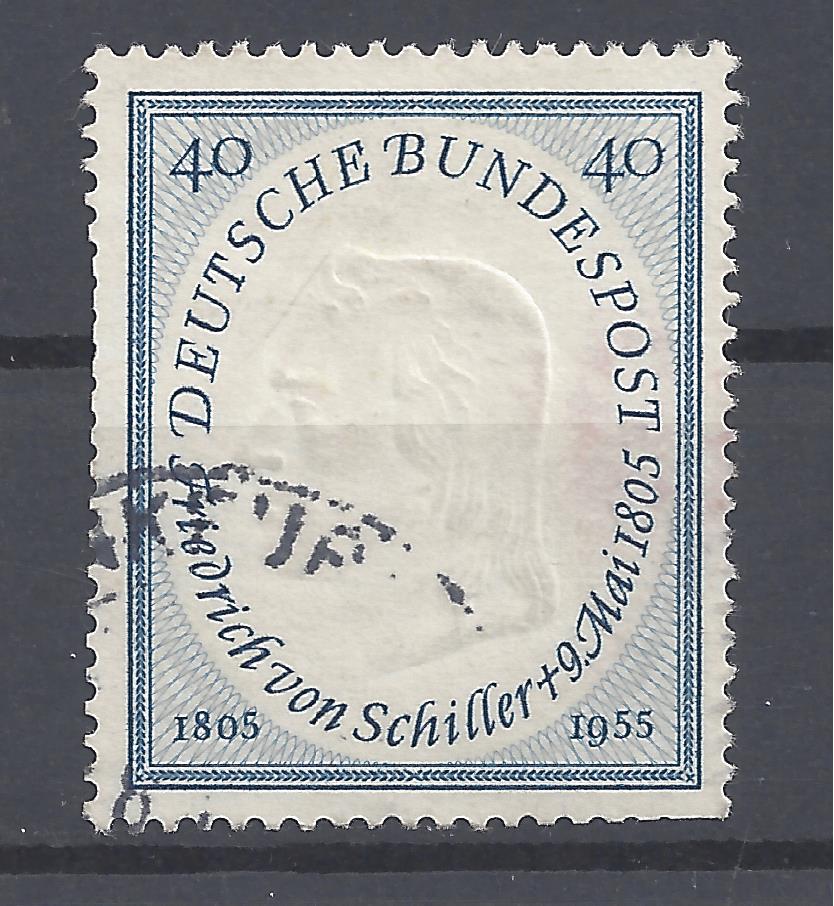 40
40
DEUTSCHE BUNDESPOST
Friedrich von Schiller + 9. Mai 1805
1805
1955